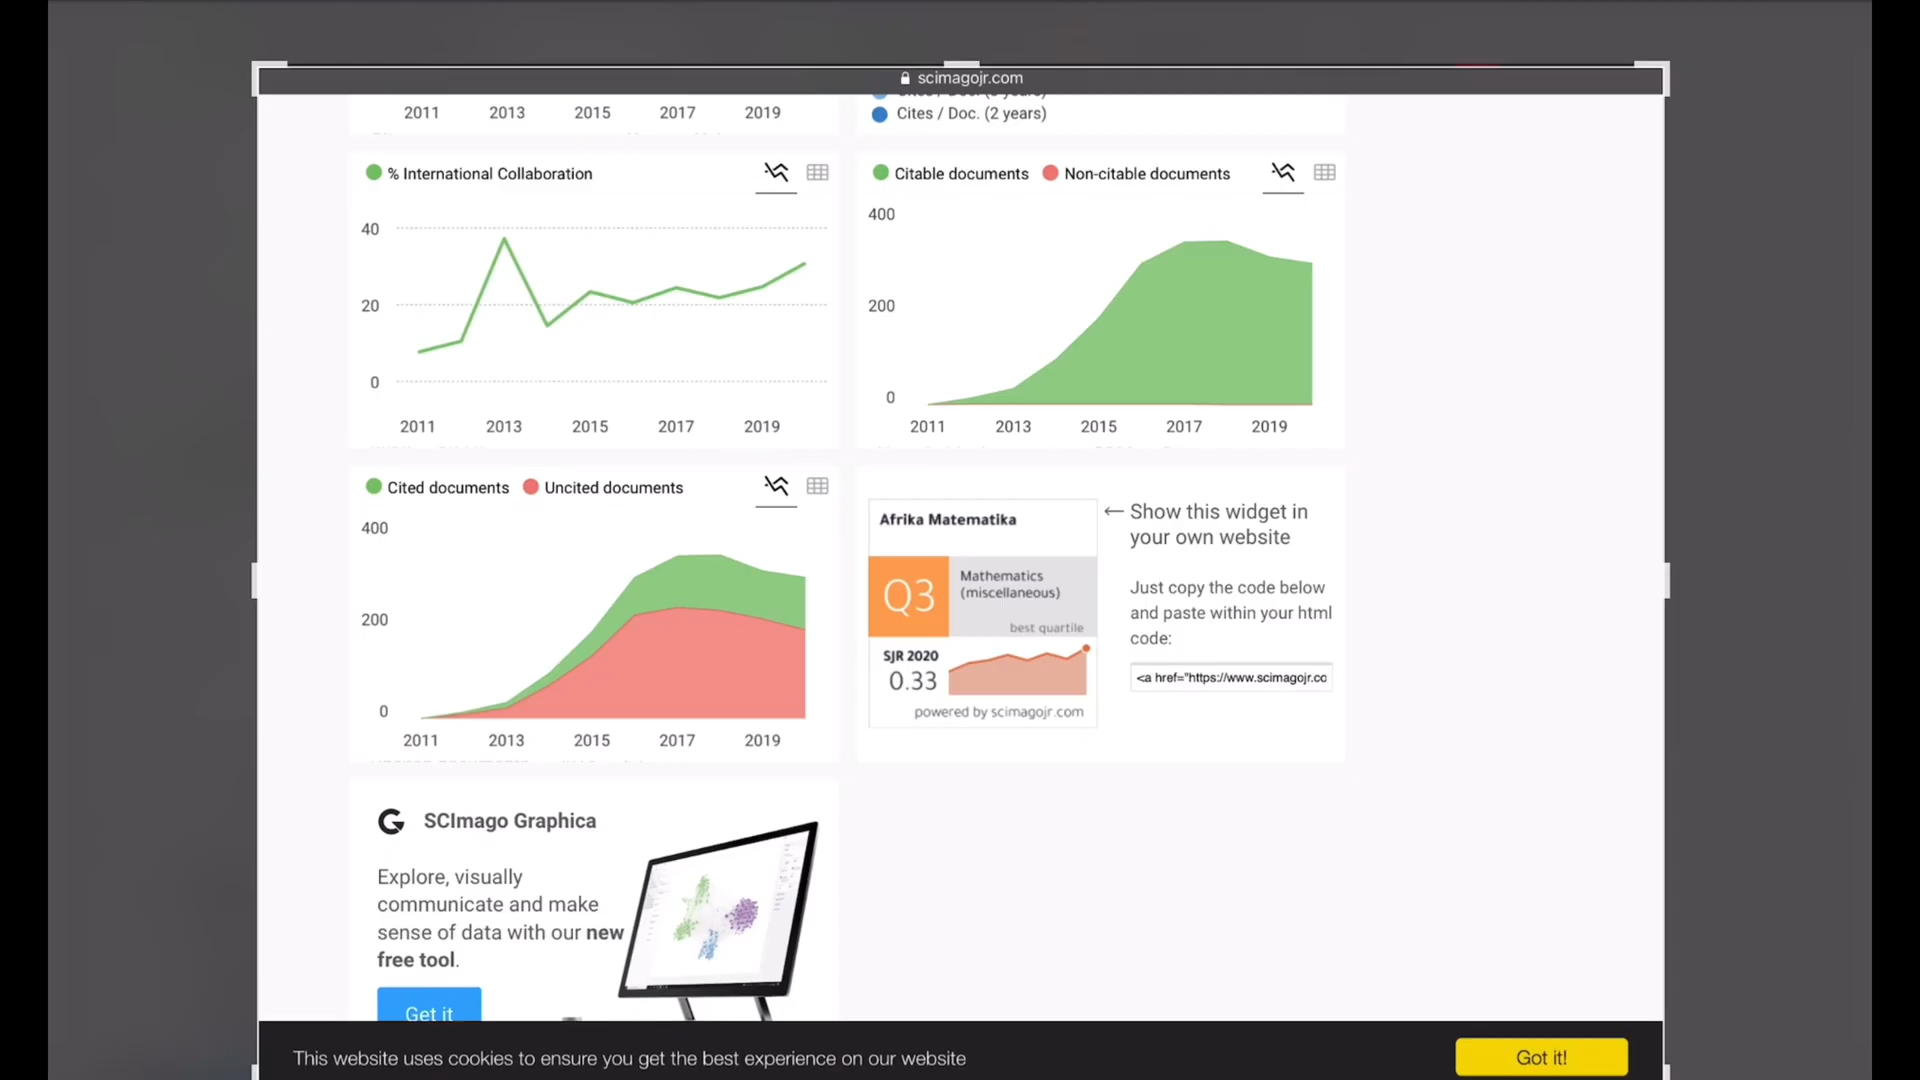 scimagojr.com
2011 2013 2015 2017 2019
Cites / Doc. (2 years)
% International Collaboration
40
20
0
2011 2013 2015 2017 2019
Citable documents Non-citable documents
400
200
0
2011 2013 2015 2017 2019
Cited documents Uncited documents
400
200
0
2011 2013 2015 2017 2019
Afrika Matematika
Q3
Mathematics
(miscellaneous)
best quartile
SJR 2020
0.33
powered by scimagojr.com
← Show this widget in
your own website
Just copy the code below
and paste within your html
code:
<a href="https://www.scimagojr.co
SCImago Graphica
Explore, visually
communicate and make
sense of data with our new
free tool.
Get it
This website uses cookies to ensure you get the best experience on our website
Got it!